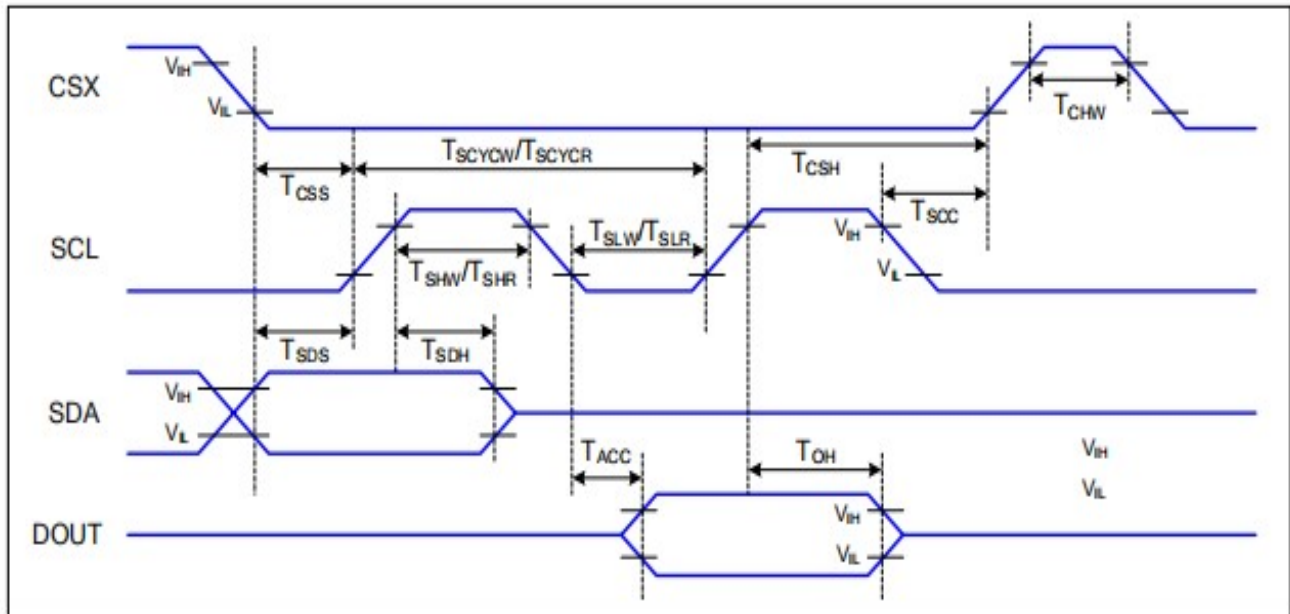 CSX
VIH
VIL
TCHW
TSCYCW/TSCYCR
TCSS
TCSH
TSCC
SCL
TSLW/TSLR
VIH
TSHW/TSHR
VIL
TSDS
TSDH
SDA
VIH
VIL
TACC
TOH
VIH
VIL
DOUT
VIH
VIL